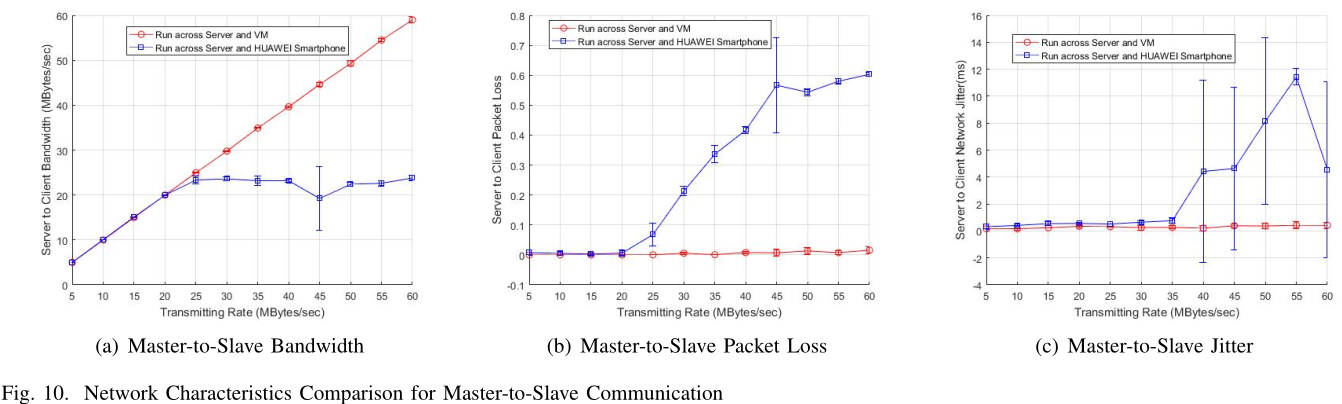 60
50
40
30
20
10
0
Server to Client Bandwidth (MBytes/sec)
Run across Server and VM
Run across Server and HUAWEI Smartphone
5 10 15 20 25 30 35 40 45 50 55 60
Transmitting Rate (MBytes/sec)
(a) Master-to-Slave Bandwidth
0.8
0.7
0.6
0.5
0.4
0.3
0.2
0.1
0
-0.1
Server to Client Packet Loss
Run across Server and VM
Run across Server and HUAWEI Smartphone
5 10 15 20 25 30 35 40 45 50 55 60
Transmitting Rate (MBytes/sec)
(b) Master-to-Slave Packet Loss
16
14
12
10
8
6
4
2
0
-2
-4
Server to Client Network Jitter(ms)
Run across Server and VM
Run across Server and HUAWEI Smartphone
5 10 15 20 25 30 35 40 45 50 55 60
Transmitting Rate (MBytes/sec)
(c) Master-to-Slave Jitter
Fig. 10. Network Characteristics Comparison for Master-to-Slave Communication